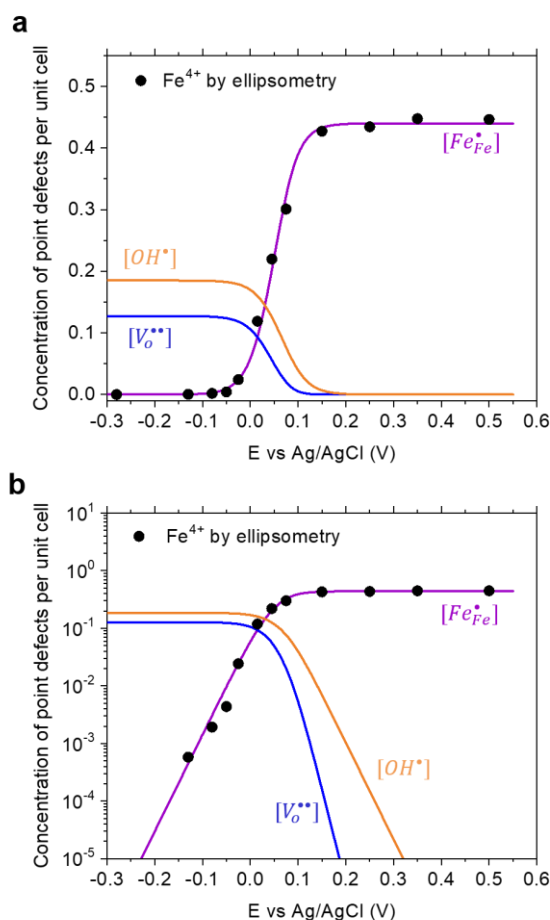 a
Concentration of point defects per unit cell
0.5
0.4
0.3
0.2
0.1
0.0
● Fe⁴⁺ by ellipsometry
[Fe•Fe]
[OH•]
[Vo••]
-0.3 -0.2 -0.1 0.0 0.1 0.2 0.3 0.4 0.5 0.6
E vs Ag/AgCl (V)
b
Concentration of point defects per unit cell
10¹
10⁰
10⁻¹
10⁻²
10⁻³
10⁻⁴
10⁻⁵
● Fe⁴⁺ by ellipsometry
[Fe•Fe]
[OH•]
[Vo••]
-0.3 -0.2 -0.1 0.0 0.1 0.2 0.3 0.4 0.5 0.6
E vs Ag/AgCl (V)